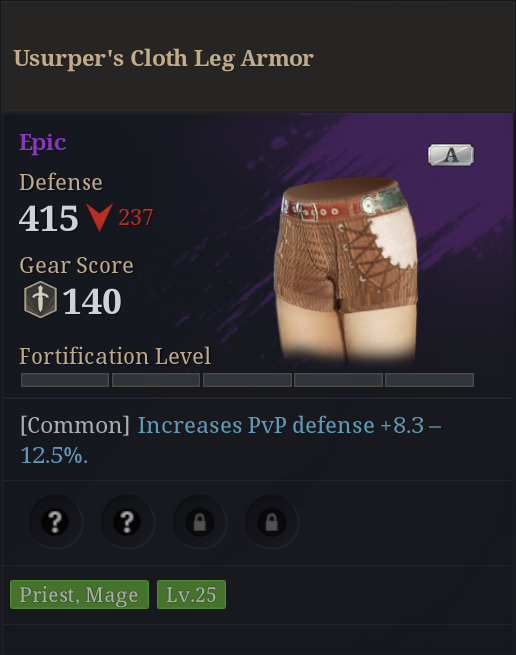 Usurper's Cloth Leg Armor
Epic
A
Defense
415 237
Gear Score
140
Fortification Level
[Common] Increases PvP defense +8.3 –
12.5%.
? ?
Priest, Mage Lv.25